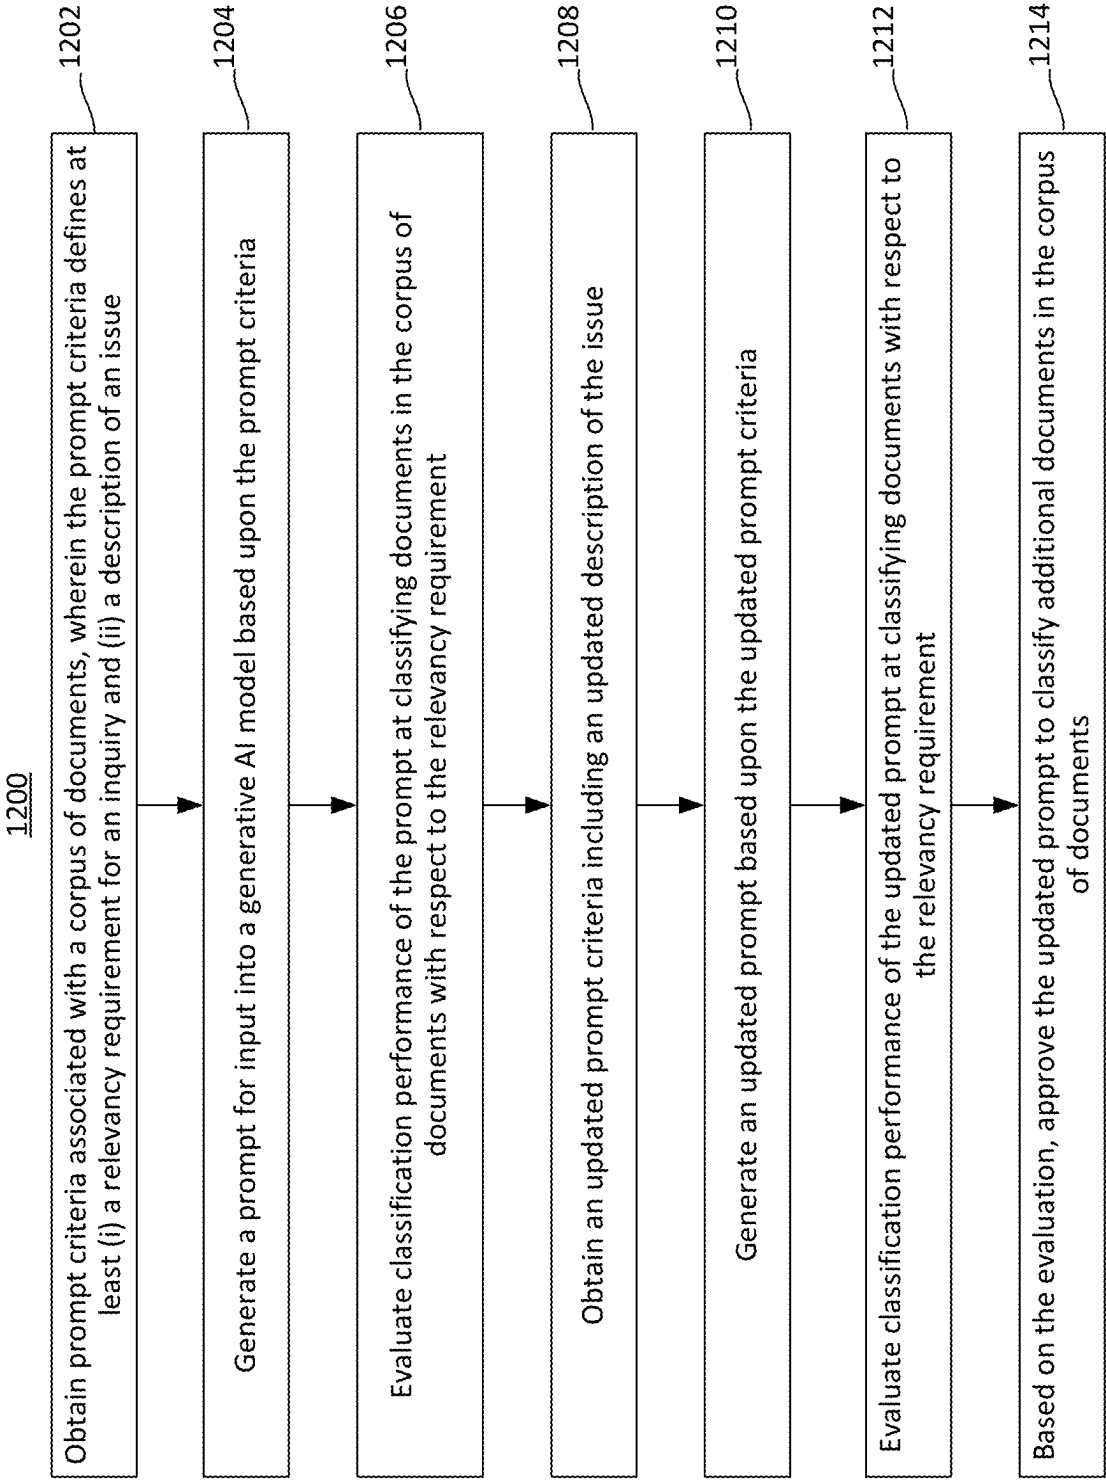 1200
Obtain prompt criteria associated with a corpus of documents, wherein the prompt criteria defines at
least (i) a relevancy requirement for an inquiry and (ii) a description of an issue
1202
Generate a prompt for input into a generative AI model based upon the prompt criteria
1204
Evaluate classification performance of the prompt at classifying documents in the corpus of
documents with respect to the relevancy requirement
1206
Obtain an updated prompt criteria including an updated description of the issue
1208
Generate an updated prompt based upon the updated prompt criteria
1210
Evaluate classification performance of the updated prompt at classifying documents with respect to
the relevancy requirement
1212
Based on the evaluation, approve the updated prompt to classify additional documents in the corpus
of documents
1214